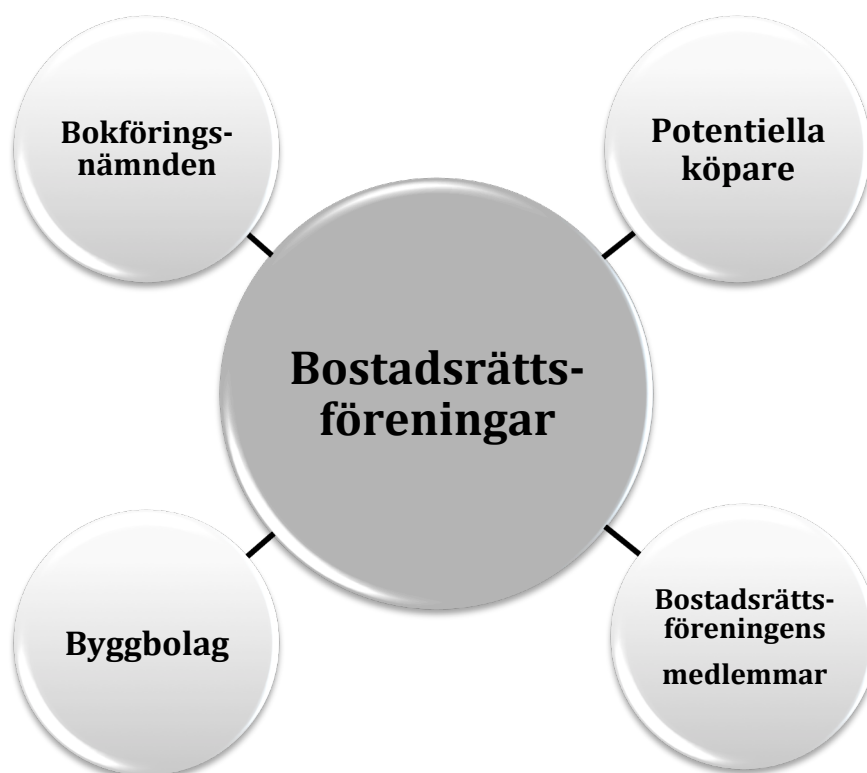 Bokförings-
nämnden
Potentiella
köpare
Bostadsrätts-
föreningar
Byggbolag
Bostadsrätts-
föreningens
medlemmar